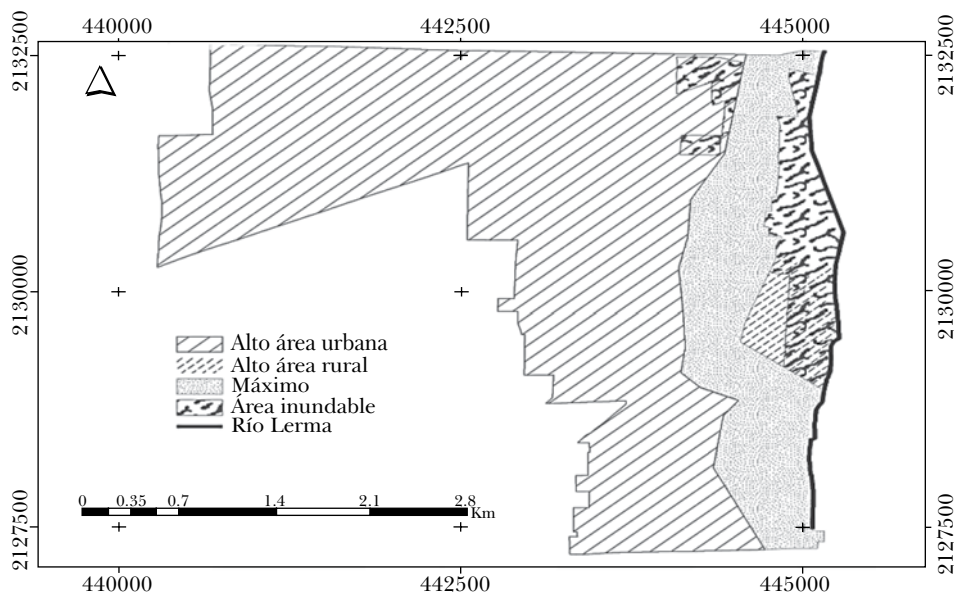 440000 442500 445000
2132500 2132500
2130000 2130000
Alto área urbana
Alto área rural
Máximo
Área inundable
Río Lerma
0 0.35 0.7 1.4 2.1 2.8
Km
2127500 2127500
440000 442500 445000